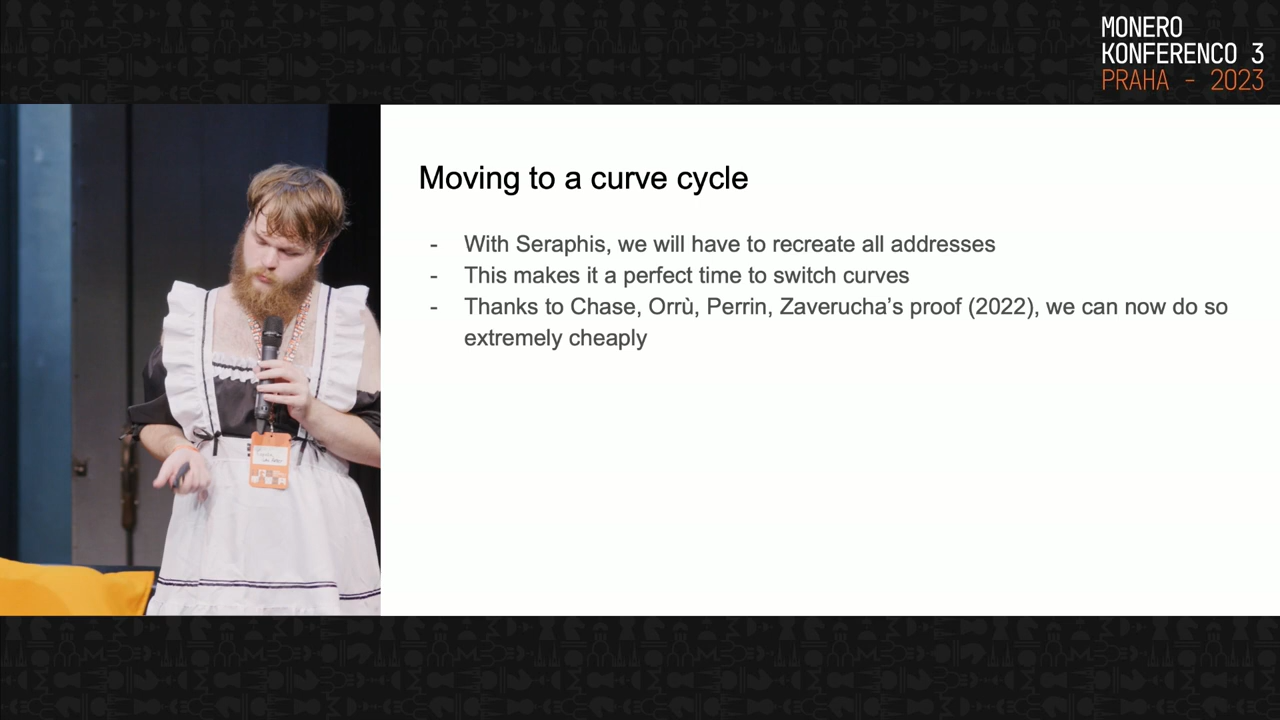 MONERO
KONFERENCO 3
PRAHA - 2023
Moving to a curve cycle
- With Seraphis, we will have to recreate all addresses
- This makes it a perfect time to switch curves
- Thanks to Chase, Orrù, Perrin, Zaverucha's proof (2022), we can now do so
extremely cheaply